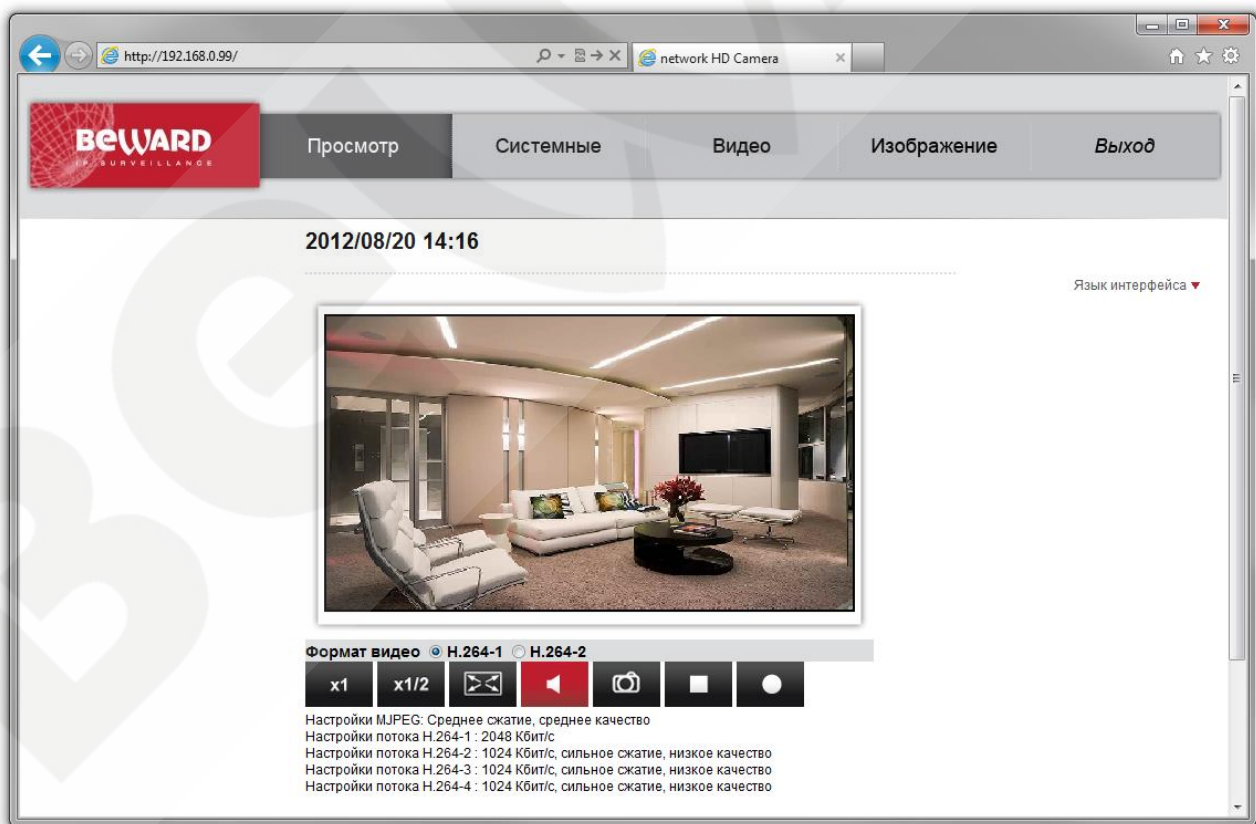 http://192.168.0.99/
network HD Camera
BEWARD
IP SURVEILLANCE
Просмотр
Системные
Видео
Изображение
Выход
2012/08/20 14:16
Язык интерфейса
Формат видео H.264-1 H.264-2
x1 x1/2
Настройки MJPEG: Среднее сжатие, среднее качество
Настройки потока H.264-1 : 2048 Кбит/с
Настройки потока H.264-2 : 1024 Кбит/с, сильное сжатие, низкое качество
Настройки потока H.264-3 : 1024 Кбит/с, сильное сжатие, низкое качество
Настройки потока H.264-4 : 1024 Кбит/с, сильное сжатие, низкое качество